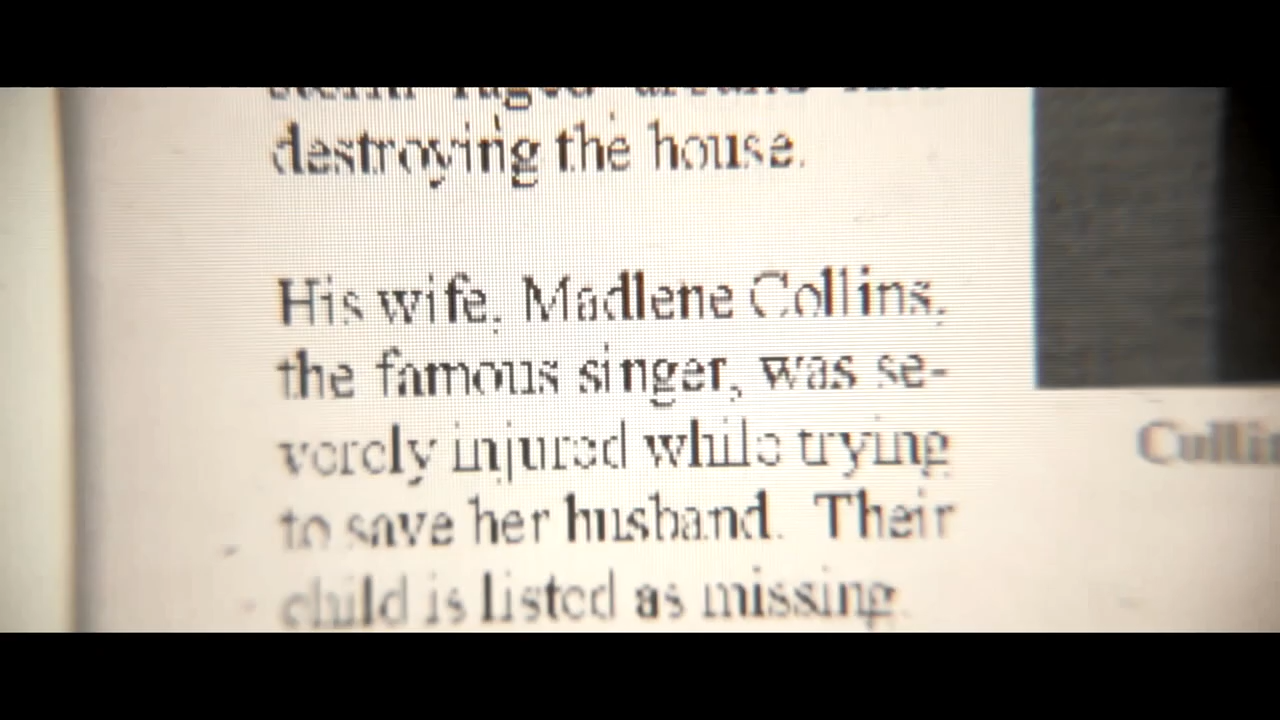 destroying the house.
His wife, Madlene Collins,
the famous singer, was se-
verely injured while trying
to save her husband. Their
child is listed as missing.